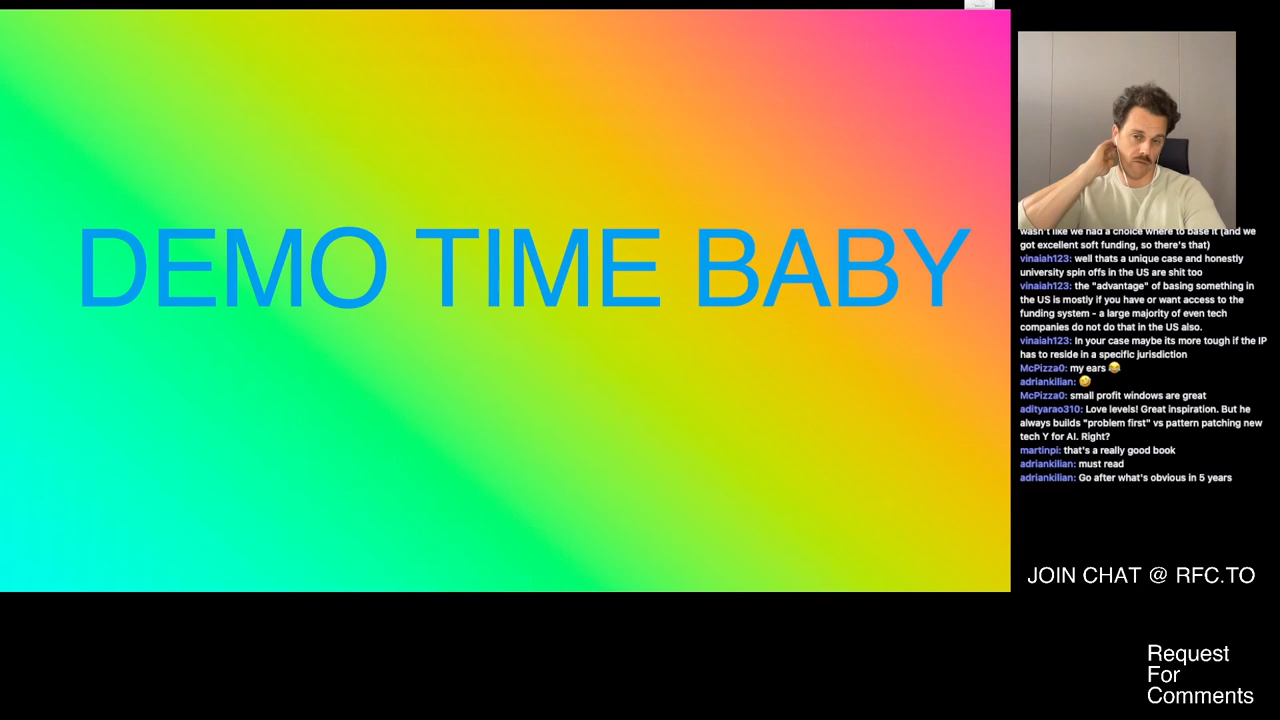 DEMO TIME BABY
wasn't like we had a choice where to base it (and we
got excellent soft funding, so there's that)
vinaiah123: well thats a unique case and honestly
university spin offs in the US are shit too
vinaiah123: the "advantage" of basing something in
the US is mostly if you have or want access to the
funding system - a large majority of even tech
companies do not do that in the US also.
vinaiah123: In your case maybe its more tough if the IP
has to reside in a specific jurisdiction
McPizza0: my ears 😂
adriankilian: 🤣
McPizza0: small profit windows are great
adityarao310: Love levels! Great inspiration. But he
always builds "problem first" vs pattern patching new
tech Y for AI. Right?
martinpi: that's a really good book
adriankilian: must read
adriankilian: Go after what's obvious in 5 years
JOIN CHAT @ RFC.TO
Request
For
Comments